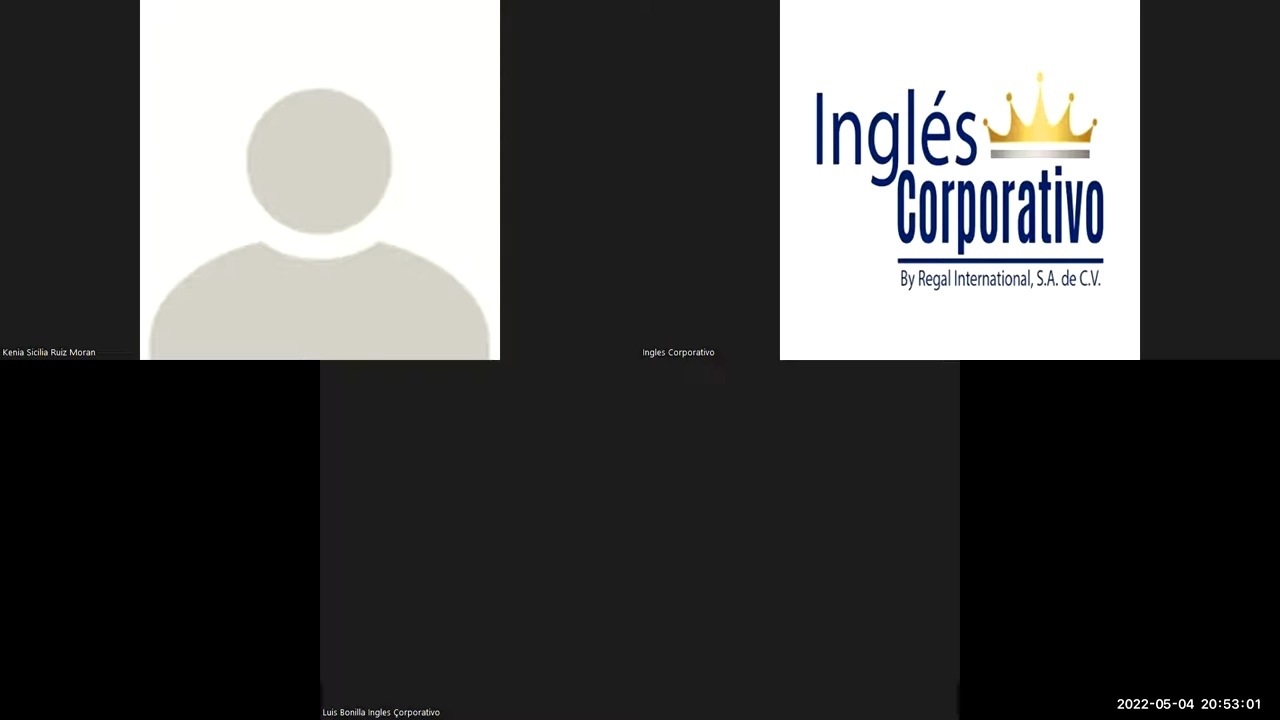 Inglés
Corporativo
By Regal International, S.A. de C.V.
Kenia Sicilia Ruiz Moran
Ingles Corporativo
Luis Bonilla Ingles Çorporativo
2022-05-04 20:53:01